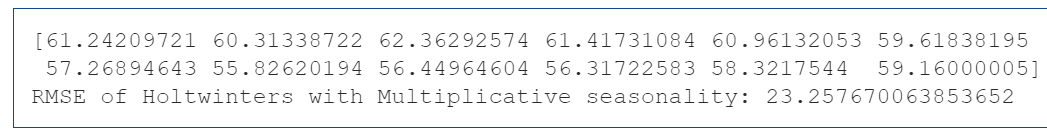 [61.24209721 60.31338722 62.36292574 61.41731084 60.96132053 59.61838195
57.26894643 55.82620194 56.44964604 56.31722583 58.3217544 59.16000005]
RMSE of Holtwinters with Multiplicative seasonality: 23.257670063853652